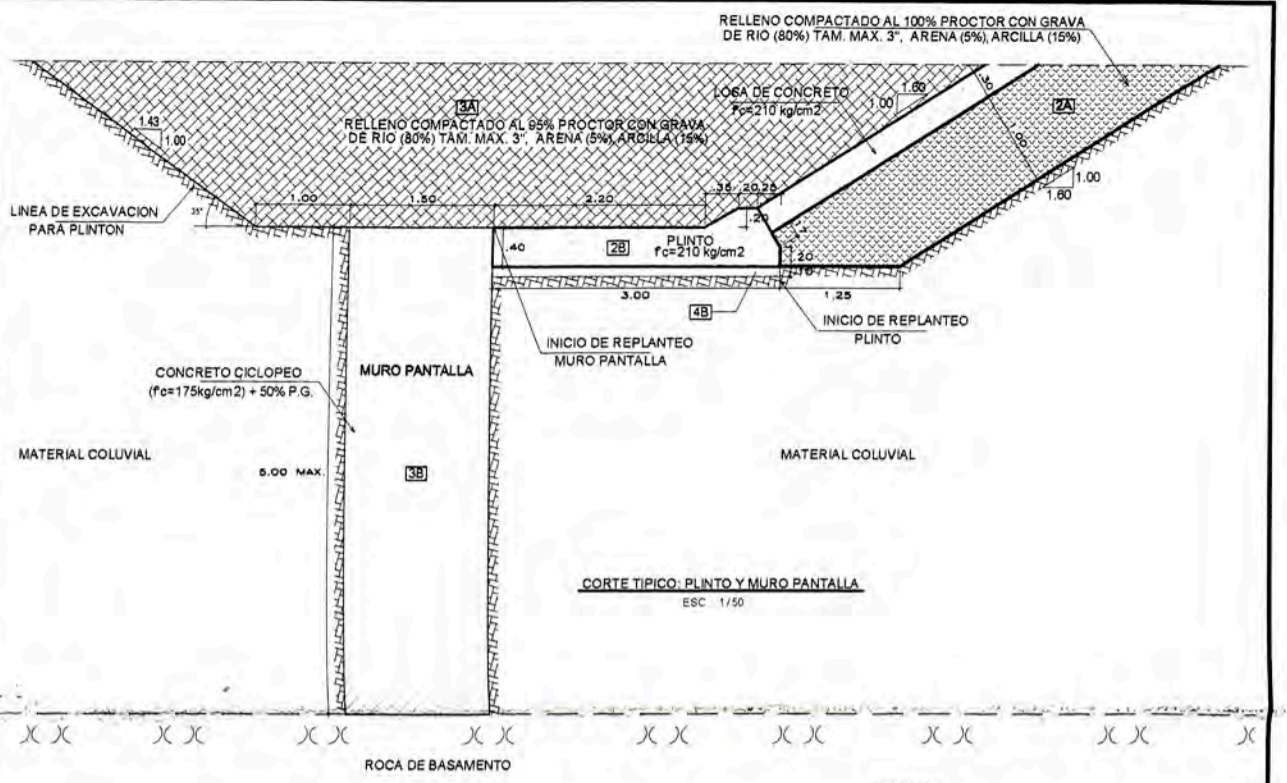 RELLENO COMPACTADO AL 100% PROCTOR CON GRAVA
DE RIO (80%) TAM. MAX. 3", ARENA (5%), ARCILLA (15%)
3A
RELLENO COMPACTADO AL 95% PROCTOR CON GRAVA
DE RIO (80%) TAM. MAX. 3", ARENA (5%), ARCILLA (15%)
LOSA DE CONCRETO
f'c=210 kg/cm2
1.00
1.60
.30
2A
1.00
1.00
1.60
1.43
1.00
LINEA DE EXCAVACION
PARA PLINTON
35°
1.00
1.50
2.20
.35
.20
.25
.20
.40
2B
PLINTO
f'c=210 kg/cm2
.20
.10
3.00
1.25
4B
INICIO DE REPLANTEO
MURO PANTALLA
INICIO DE REPLANTEO
PLINTO
CONCRETO CICLOPEO
(f'c=175kg/cm2) + 50% P.G.
MURO PANTALLA
MATERIAL COLUVIAL
5.00 MAX.
3B
MATERIAL COLUVIAL
CORTE TIPICO: PLINTO Y MURO PANTALLA
ESC 1/50
ROCA DE BASAMENTO